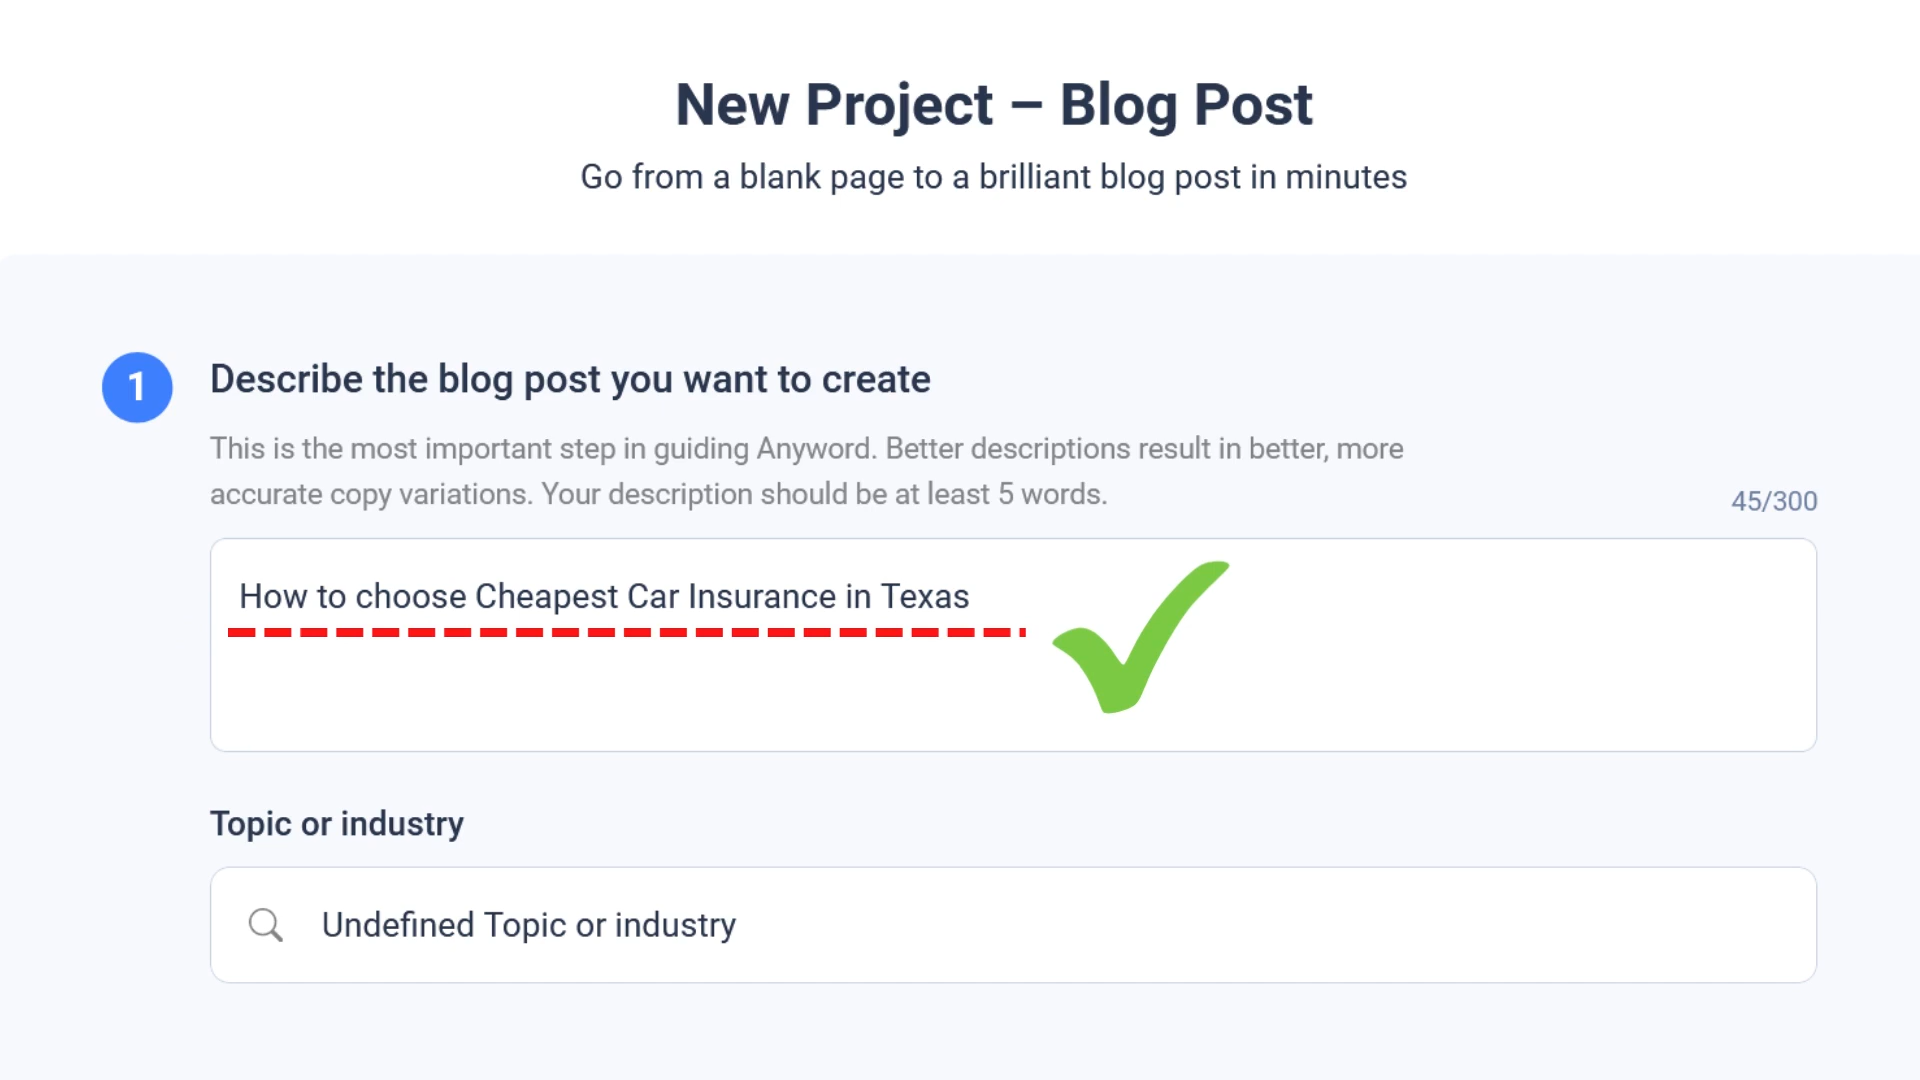 New Project – Blog Post
Go from a blank page to a brilliant blog post in minutes
1
Describe the blog post you want to create
This is the most important step in guiding Anyword. Better descriptions result in better, more
accurate copy variations. Your description should be at least 5 words.
45/300
How to choose Cheapest Car Insurance in Texas
Topic or industry
Undefined Topic or industry